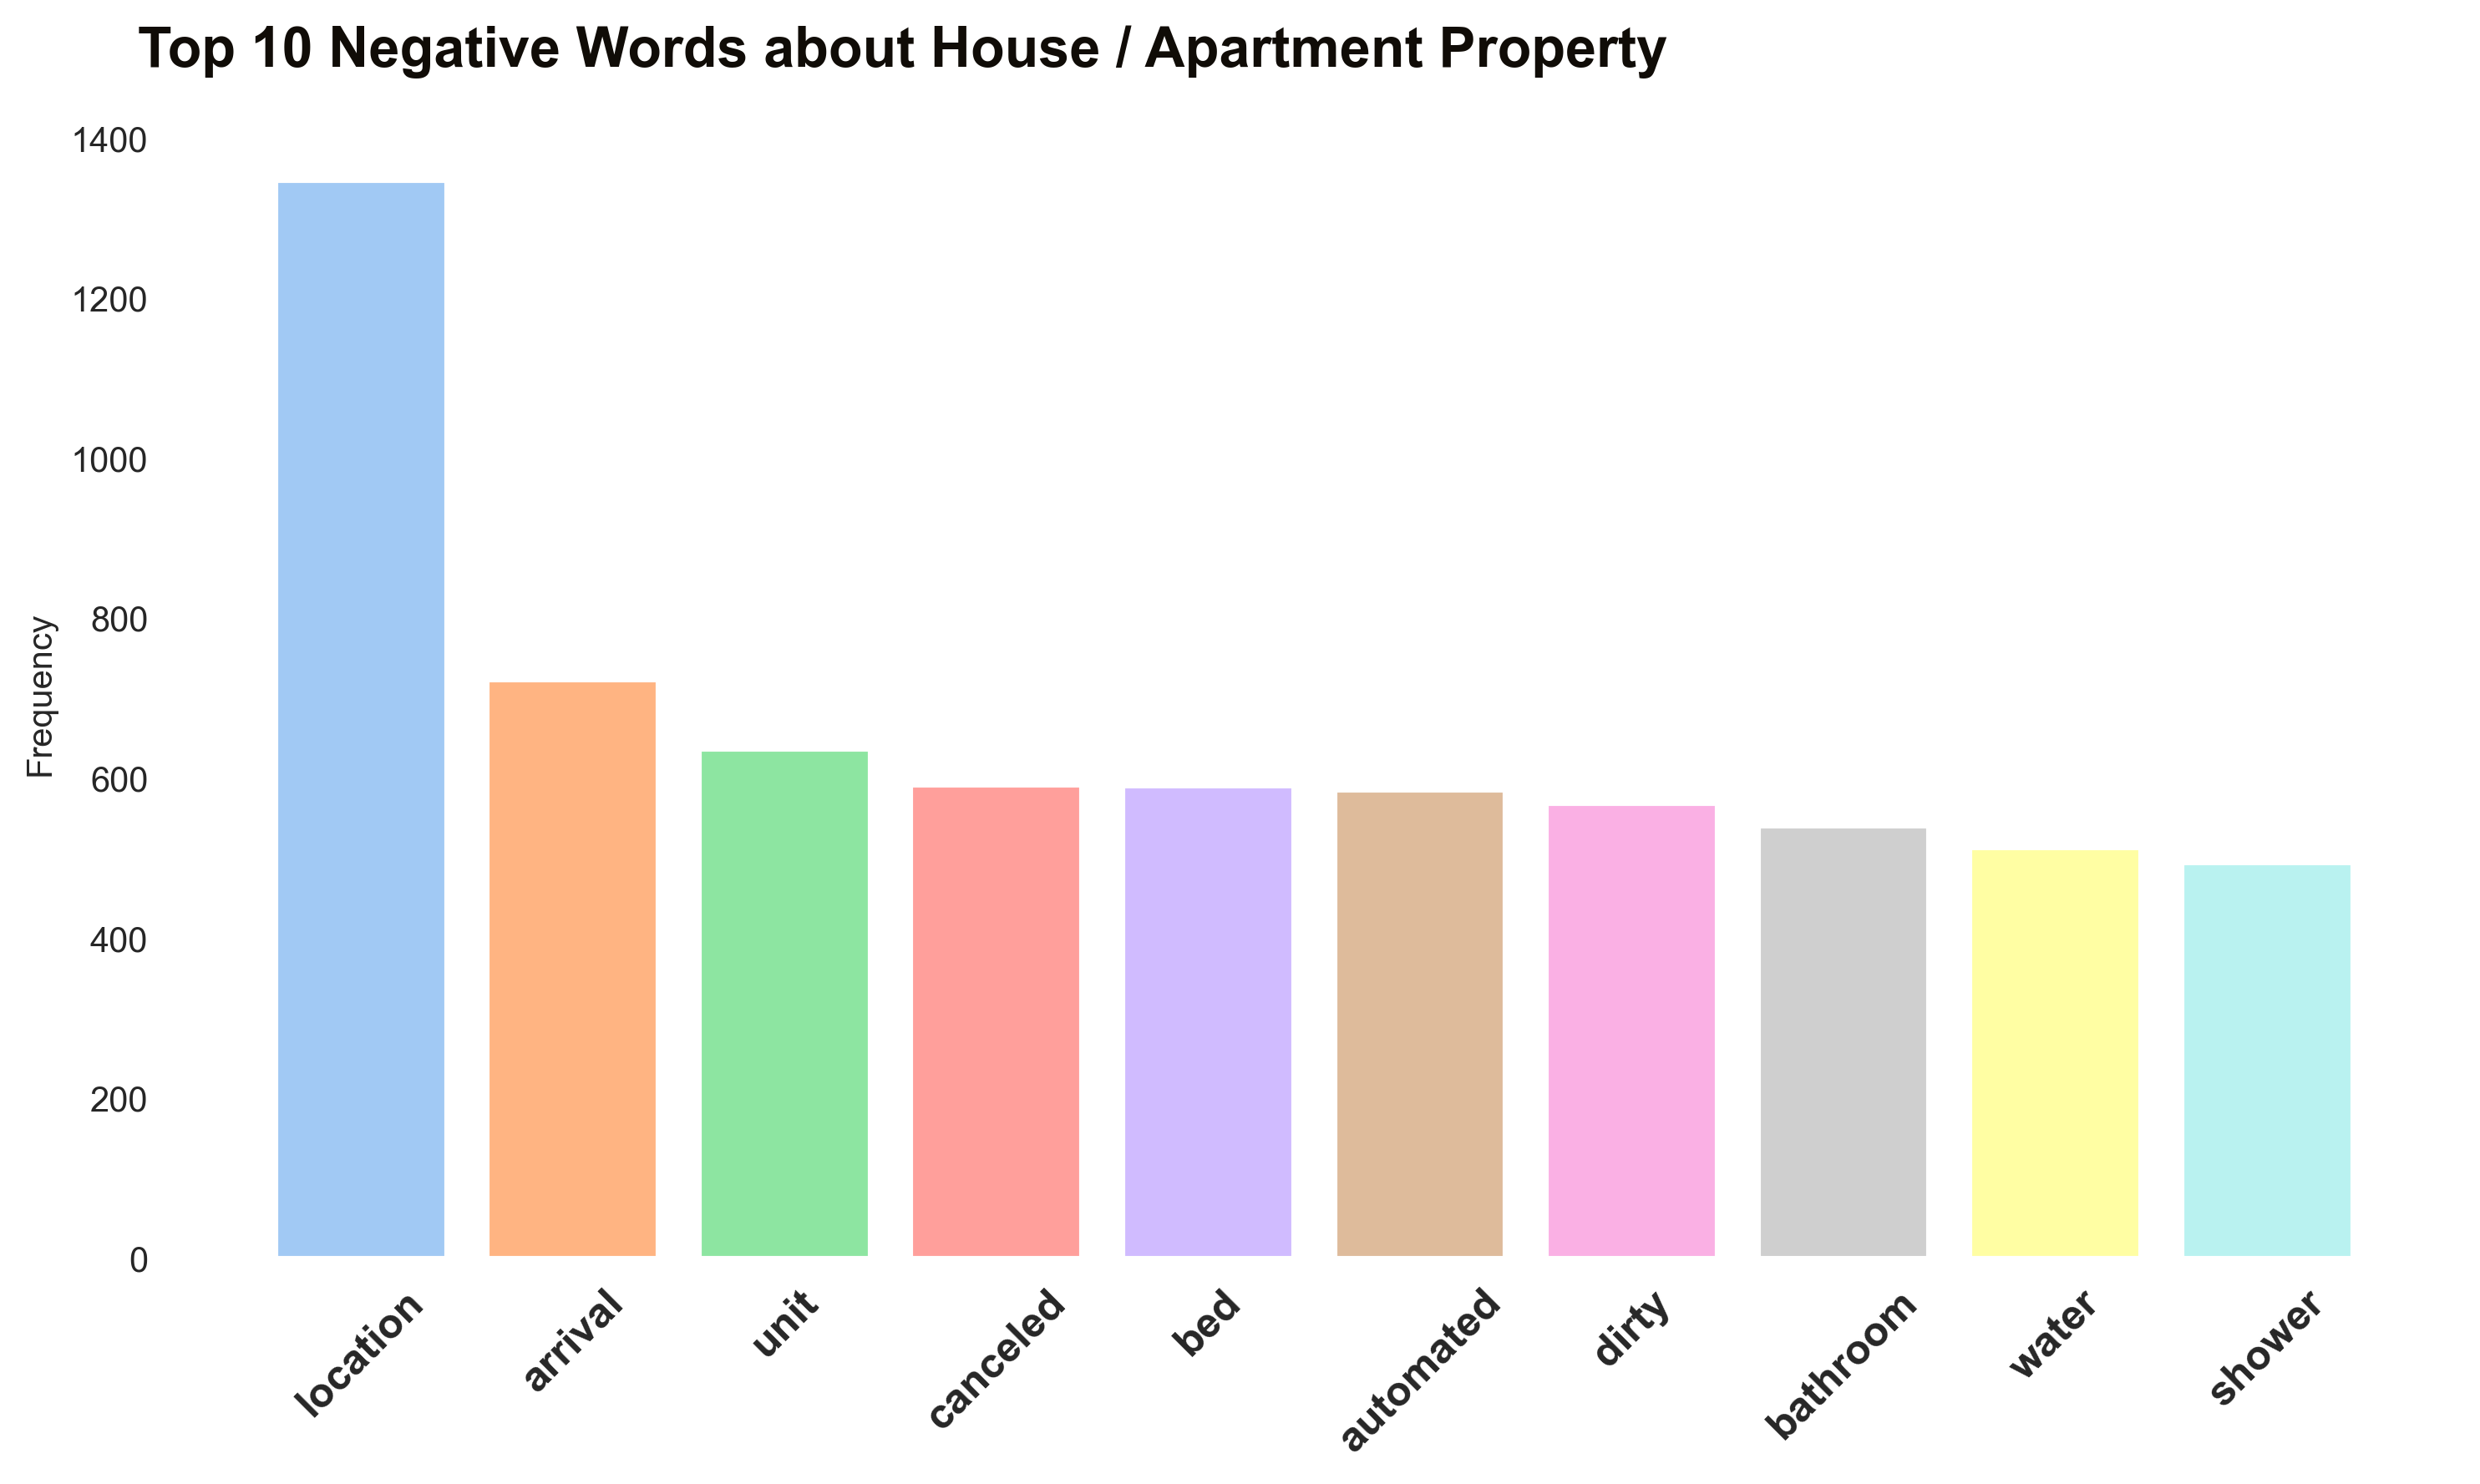 Top 10 Negative Words about House / Apartment Property
1400
1200
1000
800
600
400
200
0
Frequency
location
arrival
unit
canceled
bed
automated
dirty
bathroom
water
shower